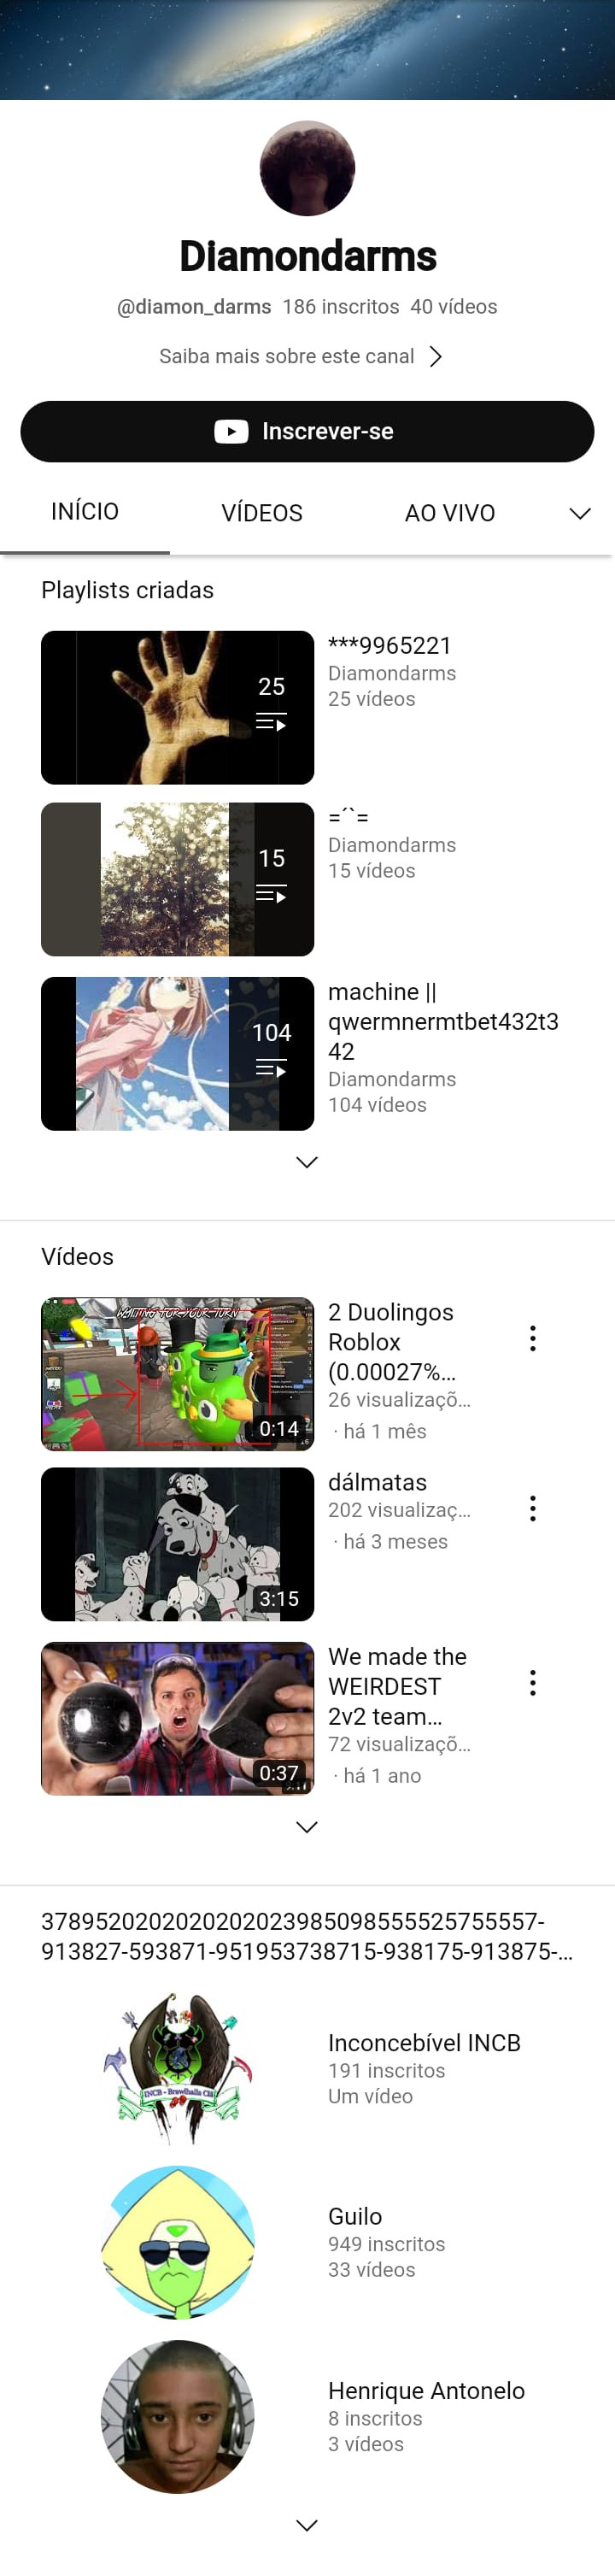 Diamondarms
@diamon_darms 186 inscritos 40 vídeos
Saiba mais sobre este canal
Inscrever-se
INÍCIO VÍDEOS AO VIVO
Playlists criadas
25
***9965221
Diamondarms
25 vídeos
15
=´`=
Diamondarms
15 vídeos
104
machine ||
qwermnermtbet432t3
42
Diamondarms
104 vídeos
Vídeos
WAITING FOR YOUR TURN
0:14
2 Duolingos
Roblox
(0.00027%...
26 visualizaçõ...
· há 1 mês
3:15
dálmatas
202 visualizaç...
· há 3 meses
0:37
We made the
WEIRDEST
2v2 team...
72 visualizaçõ...
· há 1 ano
3789520202020202023985098555525755557-
913827-593871-951953738715-938175-913875-...
INCB - Brawlhalla Clã
Inconcebível INCB
191 inscritos
Um vídeo
Guilo
949 inscritos
33 vídeos
Henrique Antonelo
8 inscritos
3 vídeos